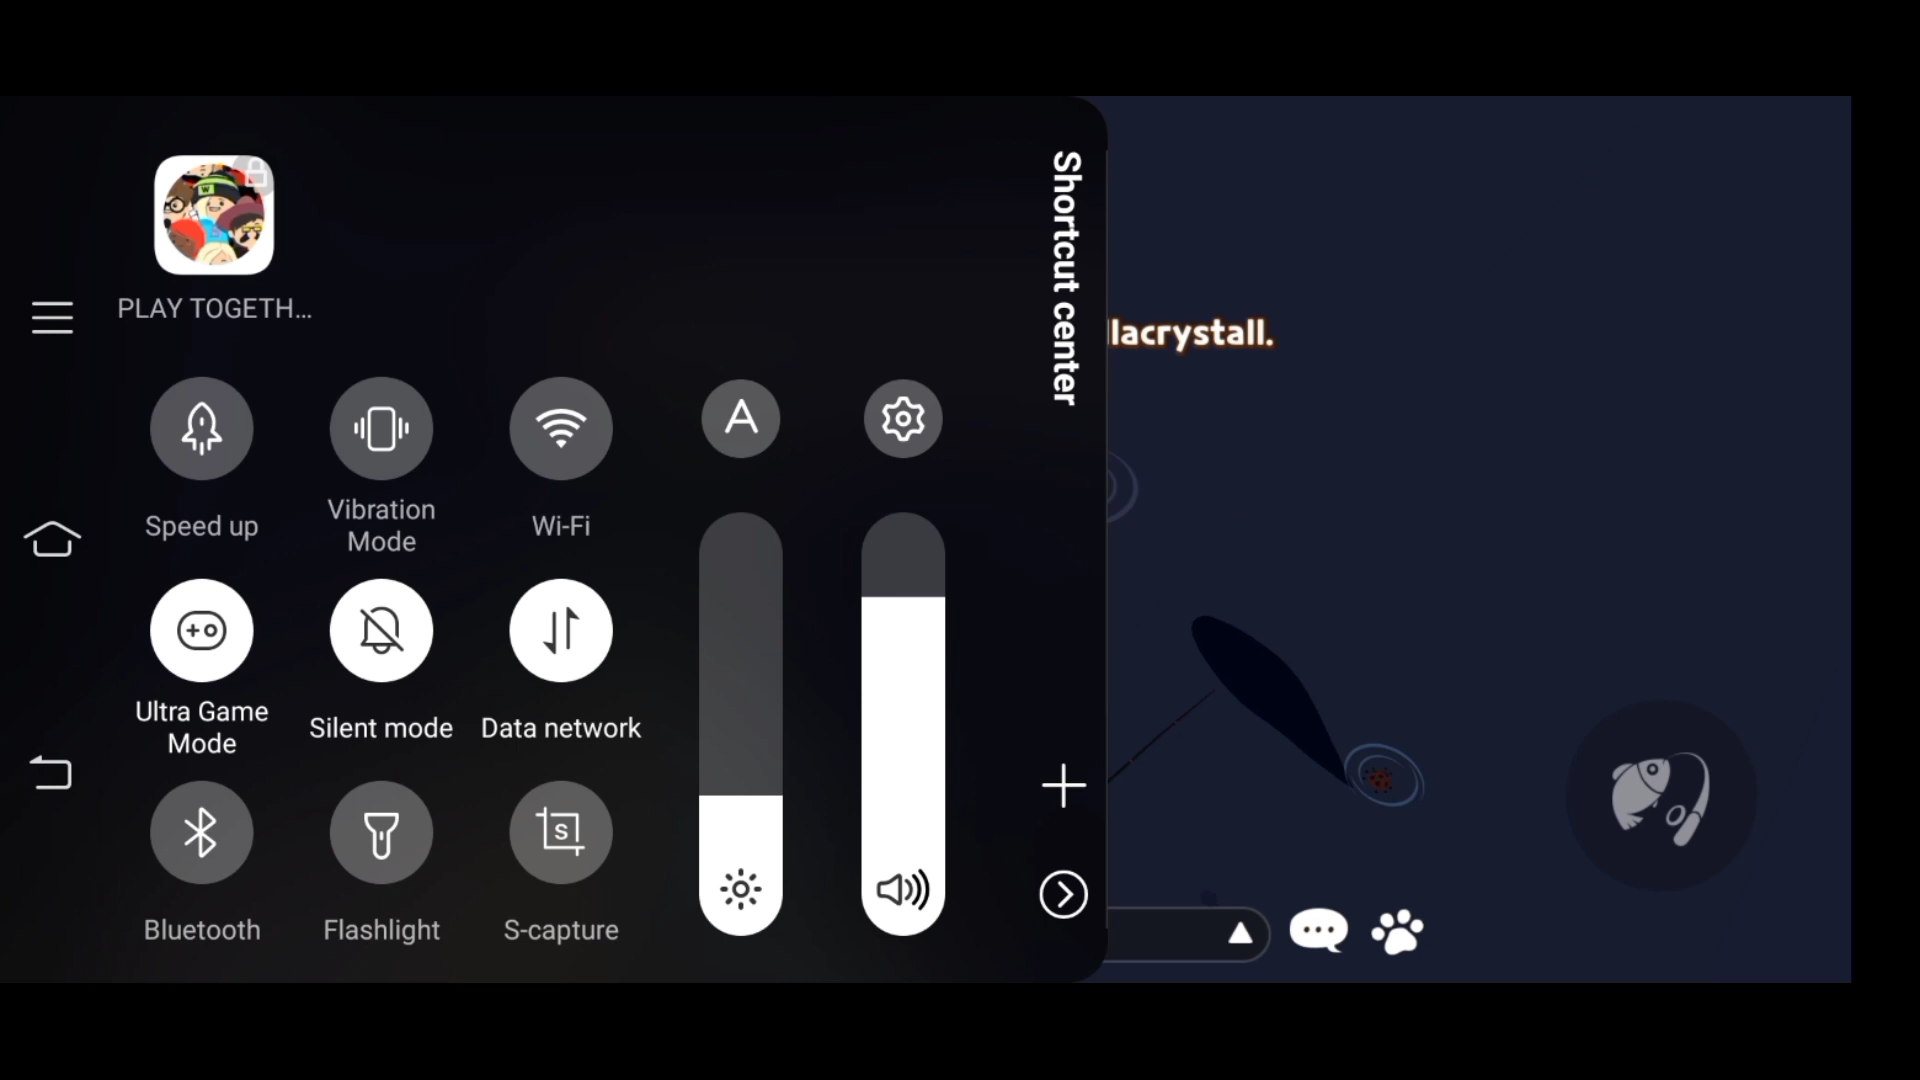 PLAY TOGETH...
Shortcut center
Speed up
Vibration
Mode
Wi-Fi
A
Ultra Game
Mode
Silent mode
Data network
Bluetooth
Flashlight
S-capture
S
W
lacrystall.